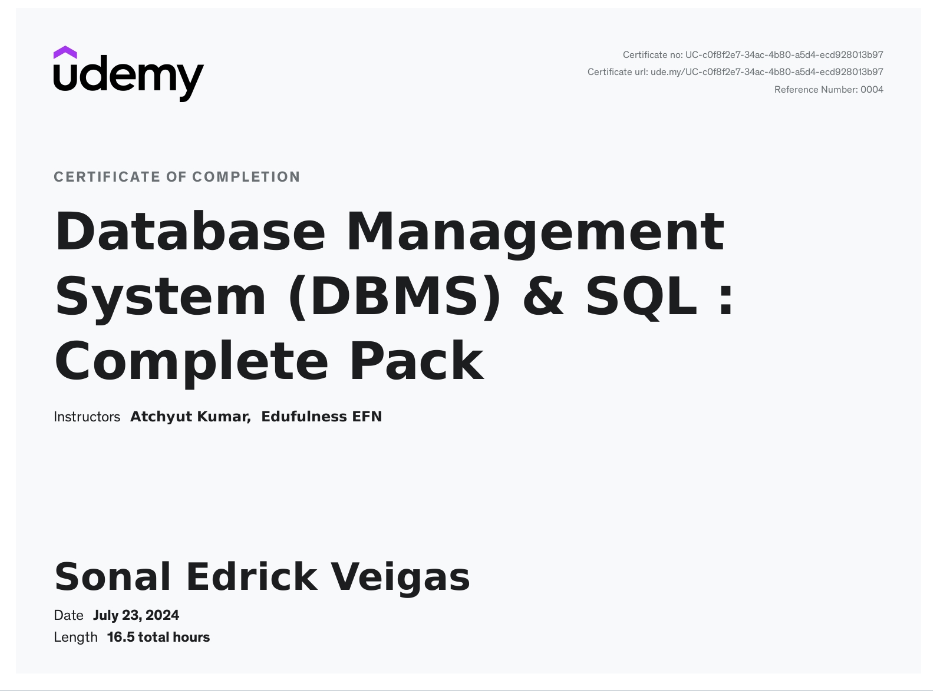 udemy
Certificate no: UC-c0f8f2e7-34ac-4b80-a5d4-ecd928013b97
Certificate url: ude.my/UC-c0f8f2e7-34ac-4b80-a5d4-ecd928013b97
Reference Number: 0004
CERTIFICATE OF COMPLETION
Database Management
System (DBMS) & SQL :
Complete Pack
Instructors Atchyut Kumar, Edufulness EFN
Sonal Edrick Veigas
Date July 23, 2024
Length 16.5 total hours